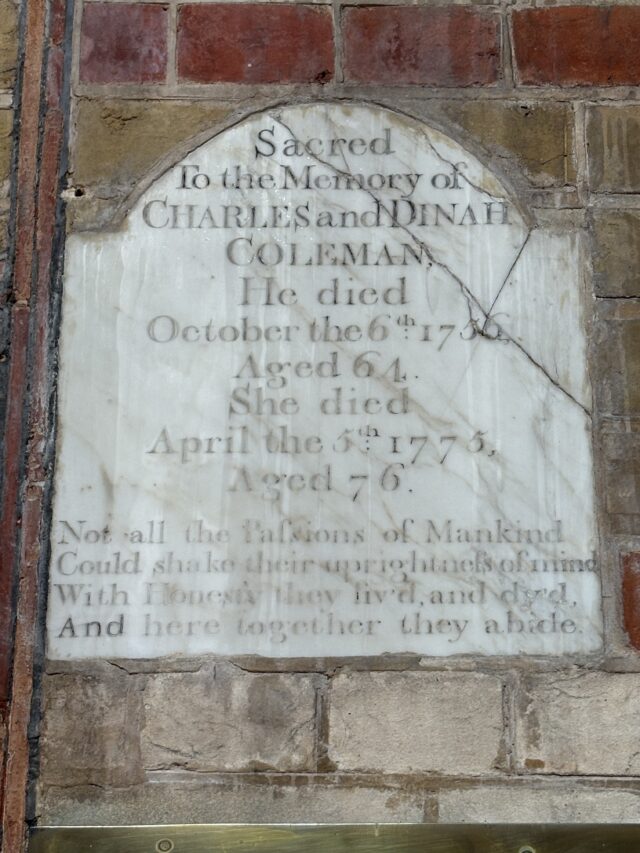 Sacred
To the Memory of
CHARLES and DINAH
COLEMAN,
He died
October the 6th: 1756.
Aged 64.
She died
April the 5th: 1775,
Aged 76.
Not all the Paſsions of Mankind
Could shake their uprightneſs of mind
With Honesty they liv'd, and dy'd,
And here together they abide.